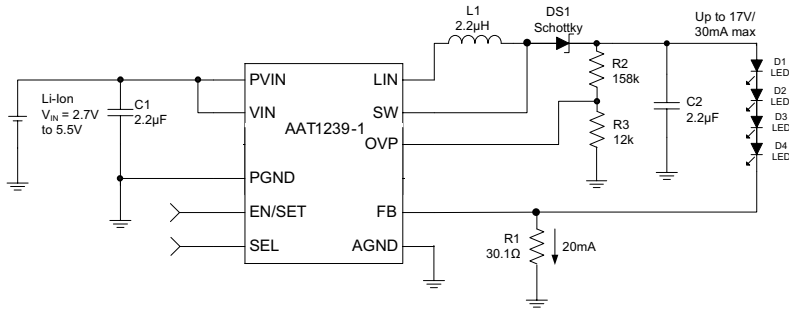 L1
2.2µH
DS1
Schottky
Up to 17V/
30mA max
Li-Ion
V_IN = 2.7V
to 5.5V
C1
2.2µF
PVIN
VIN
PGND
EN/SET
SEL
AAT1239-1
LIN
SW
OVP
FB
AGND
R2
158k
R3
12k
C2
2.2µF
D1
LED
D2
LED
D3
LED
D4
LED
R1
30.1Ω
20mA